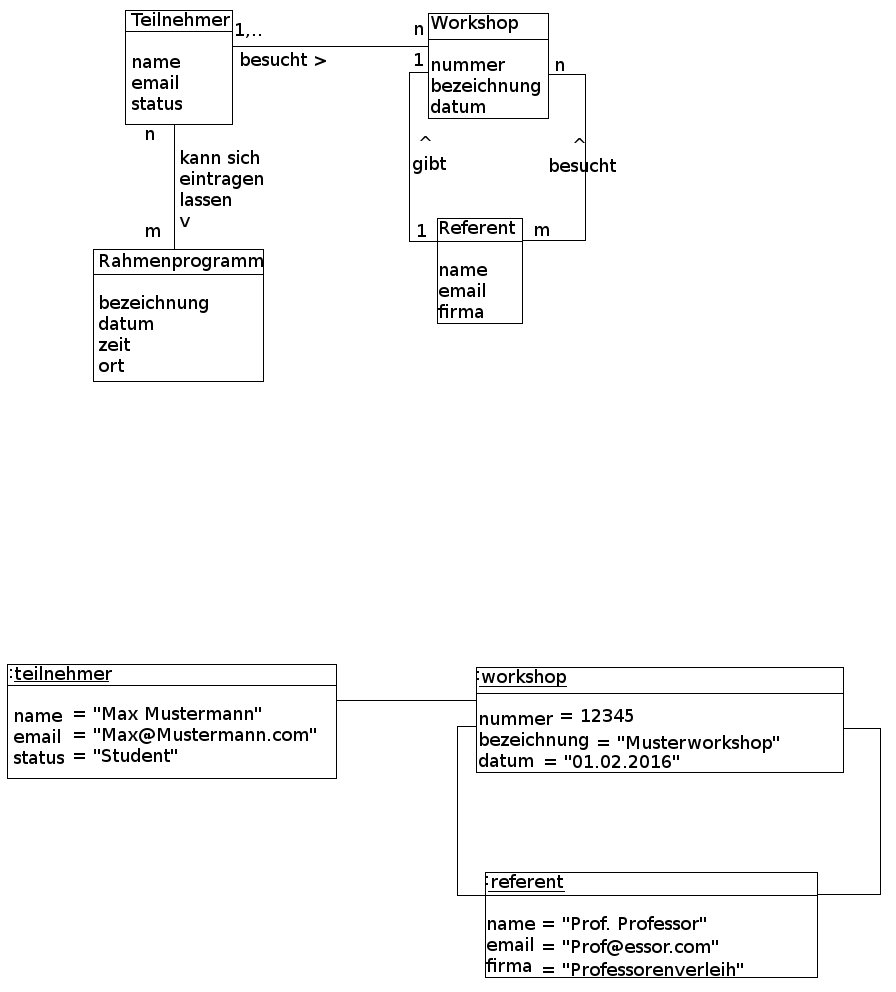 Teilnehmer
name
email
status
1,..
n
besucht >
1
Workshop
nummer
bezeichnung
datum
n
n
kann sich
eintragen
lassen
v
m
^
gibt
^
besucht
1
m
Referent
name
email
firma
Rahmenprogramm
bezeichnung
datum
zeit
ort
:teilnehmer
name = "Max Mustermann"
email = "Max@Mustermann.com"
status = "Student"
:workshop
nummer = 12345
bezeichnung = "Musterworkshop"
datum = "01.02.2016"
:referent
name = "Prof. Professor"
email = "Prof@essor.com"
firma = "Professorenverleih"